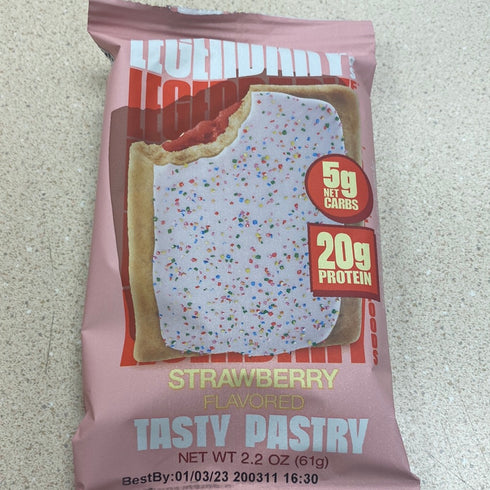 LEGENDARY
LEGENDARY
5g
NET
CARBS
20g
PROTEIN
STRAWBERRY
FLAVORED
TASTY PASTRY
NET WT 2.2 OZ (61g)
BestBy:01/03/23 200311 16:30